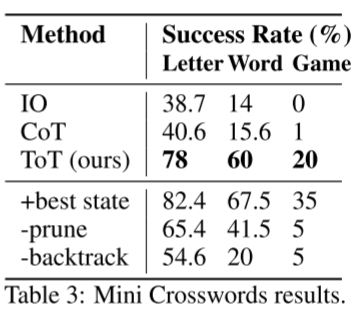 Method Success Rate (%)
Letter Word Game
IO 38.7 14 0
CoT 40.6 15.6 1
ToT (ours) 78 60 20
+best state 82.4 67.5 35
-prune 65.4 41.5 5
-backtrack 54.6 20 5
Table 3: Mini Crosswords results.